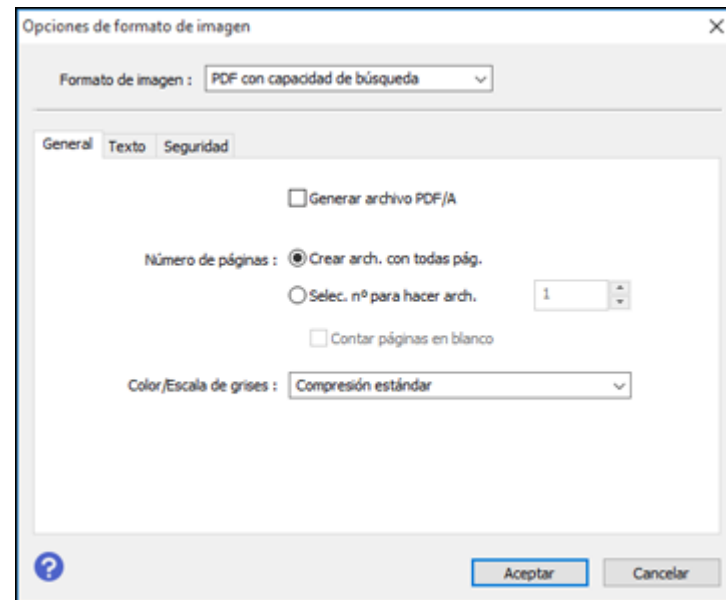 Opciones de formato de imagen
Formato de imagen : PDF con capacidad de búsqueda
General Texto Seguridad
Generar archivo PDF/A
Número de páginas : Crear arch. con todas pág.
Selec. nº para hacer arch. 1
Contar páginas en blanco
Color/Escala de grises : Compresión estándar
? Aceptar Cancelar